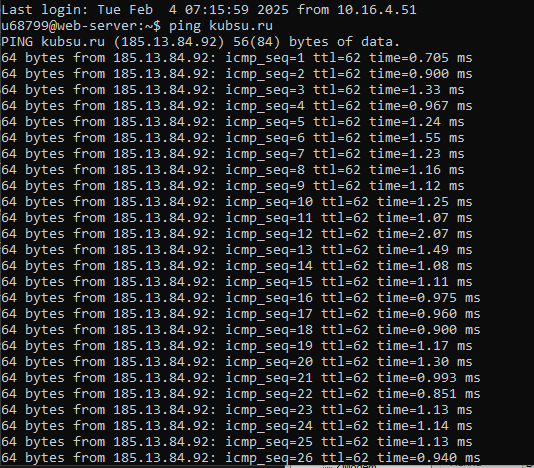 Last login: Tue Feb  4 07:15:59 2025 from 10.16.4.51
u68799@web-server:~$ ping kubsu.ru
PING kubsu.ru (185.13.84.92) 56(84) bytes of data.
64 bytes from 185.13.84.92: icmp_seq=1 ttl=62 time=0.705 ms
64 bytes from 185.13.84.92: icmp_seq=2 ttl=62 time=0.900 ms
64 bytes from 185.13.84.92: icmp_seq=3 ttl=62 time=1.33 ms
64 bytes from 185.13.84.92: icmp_seq=4 ttl=62 time=0.967 ms
64 bytes from 185.13.84.92: icmp_seq=5 ttl=62 time=1.24 ms
64 bytes from 185.13.84.92: icmp_seq=6 ttl=62 time=1.55 ms
64 bytes from 185.13.84.92: icmp_seq=7 ttl=62 time=1.23 ms
64 bytes from 185.13.84.92: icmp_seq=8 ttl=62 time=1.16 ms
64 bytes from 185.13.84.92: icmp_seq=9 ttl=62 time=1.12 ms
64 bytes from 185.13.84.92: icmp_seq=10 ttl=62 time=1.25 ms
64 bytes from 185.13.84.92: icmp_seq=11 ttl=62 time=1.07 ms
64 bytes from 185.13.84.92: icmp_seq=12 ttl=62 time=2.07 ms
64 bytes from 185.13.84.92: icmp_seq=13 ttl=62 time=1.49 ms
64 bytes from 185.13.84.92: icmp_seq=14 ttl=62 time=1.08 ms
64 bytes from 185.13.84.92: icmp_seq=15 ttl=62 time=1.11 ms
64 bytes from 185.13.84.92: icmp_seq=16 ttl=62 time=0.975 ms
64 bytes from 185.13.84.92: icmp_seq=17 ttl=62 time=0.960 ms
64 bytes from 185.13.84.92: icmp_seq=18 ttl=62 time=0.900 ms
64 bytes from 185.13.84.92: icmp_seq=19 ttl=62 time=1.17 ms
64 bytes from 185.13.84.92: icmp_seq=20 ttl=62 time=1.30 ms
64 bytes from 185.13.84.92: icmp_seq=21 ttl=62 time=0.993 ms
64 bytes from 185.13.84.92: icmp_seq=22 ttl=62 time=0.851 ms
64 bytes from 185.13.84.92: icmp_seq=23 ttl=62 time=1.13 ms
64 bytes from 185.13.84.92: icmp_seq=24 ttl=62 time=1.14 ms
64 bytes from 185.13.84.92: icmp_seq=25 ttl=62 time=1.13 ms
64 bytes from 185.13.84.92: icmp_seq=26 ttl=62 time=0.940 ms